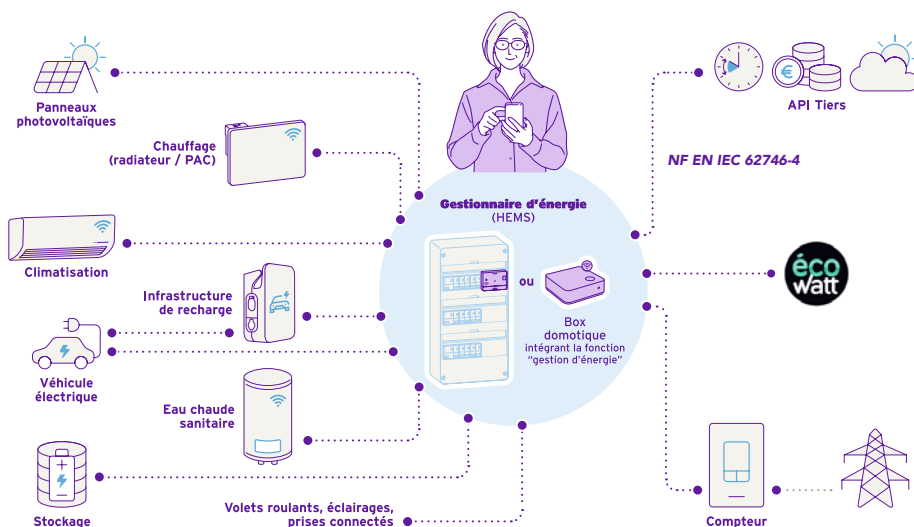 Panneaux
photovoltaïques
Chauffage
(radiateur / PAC)
Climatisation
Infrastructure
de recharge
Véhicule
électrique
Eau chaude
sanitaire
Stockage
Volets roulants, éclairages,
prises connectés
Gestionnaire d’énergie
(HEMS)
ou
Box
domotique
intégrant la fonction
“gestion d’énergie”
€
API Tiers
NF EN IEC 62746-4
éco
watt
Compteur